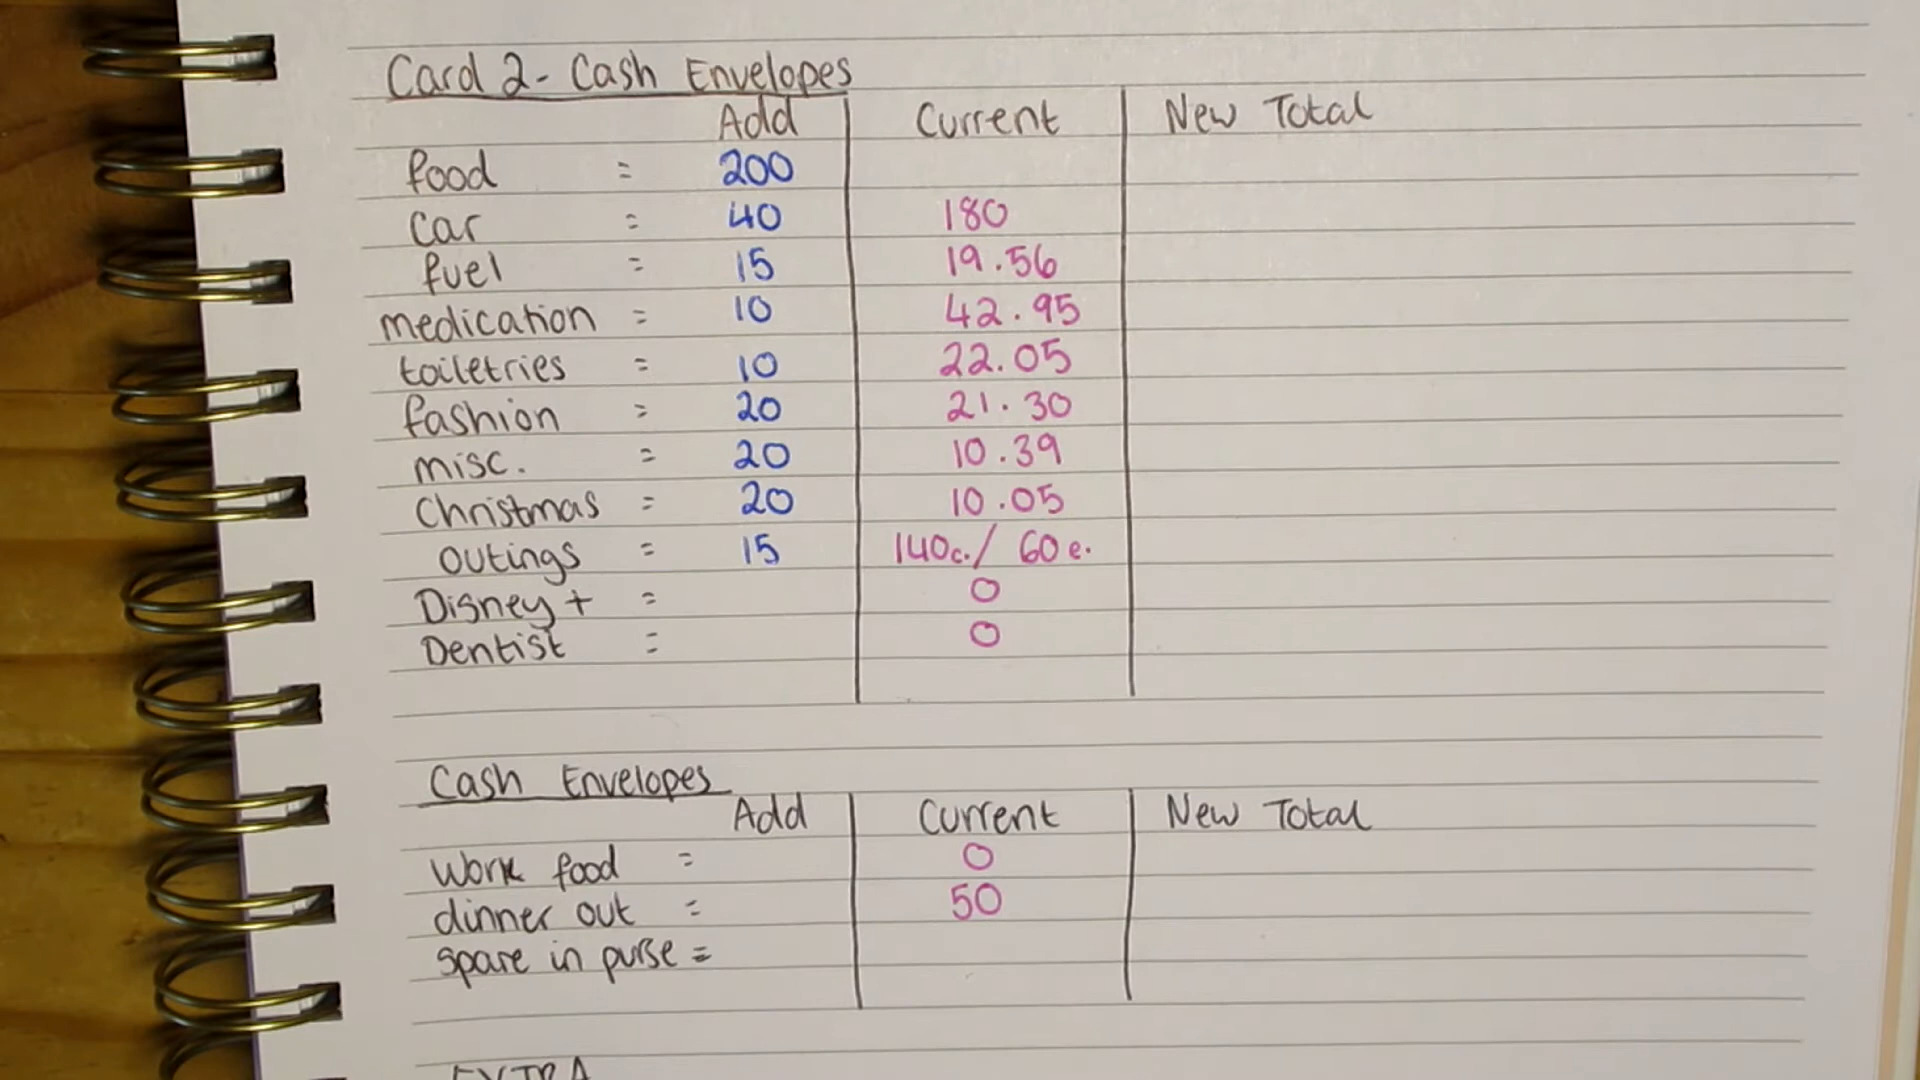 Card 2 - Cash Envelopes
Add Current New Total
food = 200
car = 40 180
fuel = 15 19.56
medication = 10 42.95
toiletries = 10 22.05
fashion = 20 21.30
misc. = 20 10.39
Christmas = 20 10.05
outings = 15 140c./ 60e.
Disney+ = 0
Dentist = 0
Cash Envelopes
Add Current New Total
Work food = 0
dinner out = 50
spare in purse =
EXTRA